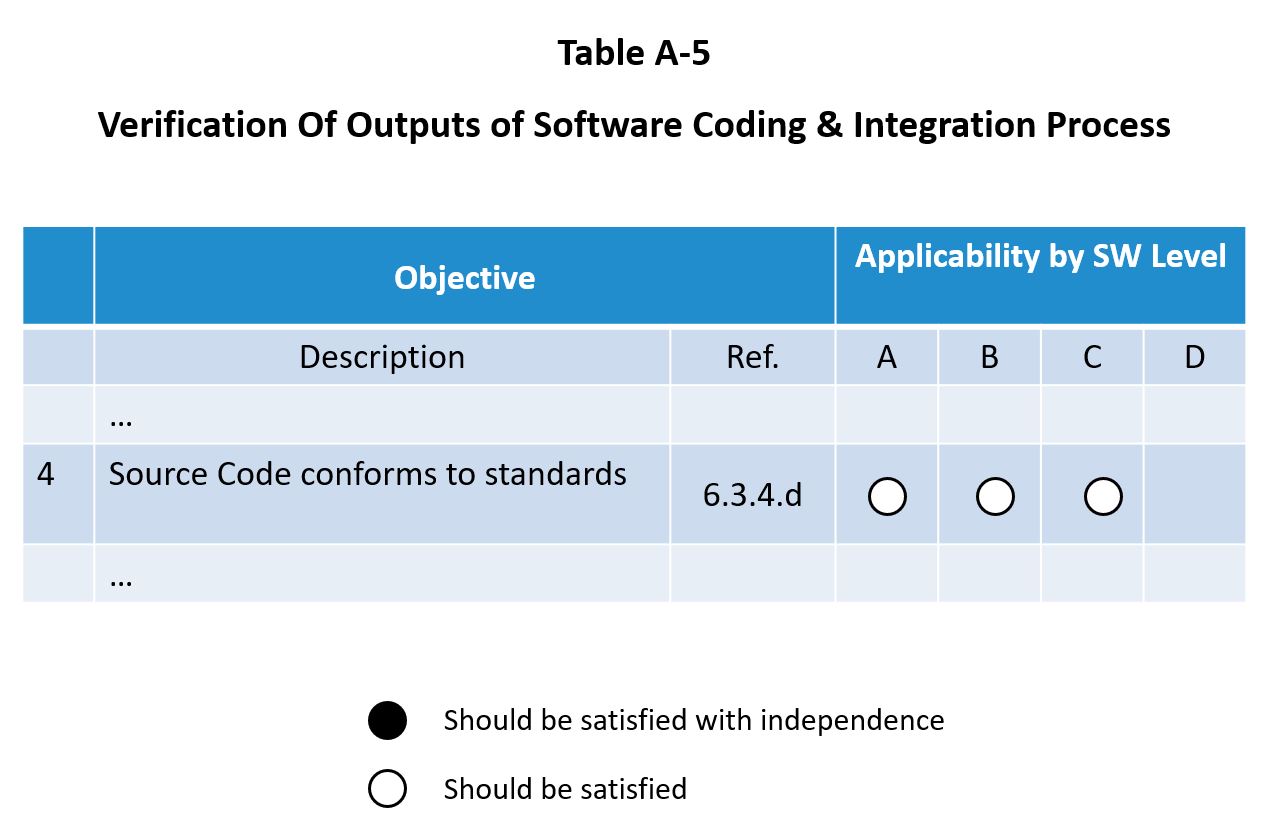 Table A-5
Verification Of Outputs of Software Coding & Integration Process
Objective
Applicability by SW Level
Description
Ref.
A
B
C
D
...
4
Source Code conforms to standards
6.3.4.d
...
Should be satisfied with independence
Should be satisfied